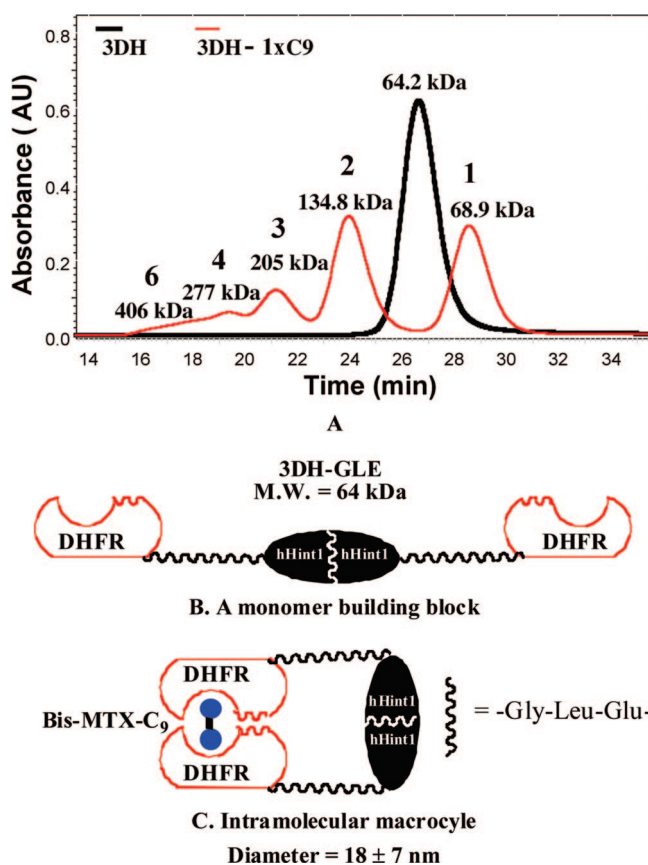 0.8
0.6
0.4
0.2
0.0
Absorbance ( AU)
3DH
3DH - 1xC9
64.2 kDa
2
134.8 kDa
1
68.9 kDa
3
205 kDa
4
277 kDa
6
406 kDa
14 16 18 20 22 24 26 28 30 32 34
Time (min)
A
3DH-GLE
M.W. = 64 kDa
DHFR
hHint1 hHint1
DHFR
B. A monomer building block
DHFR
Bis-MTX-C9
DHFR
hHint1
hHint1
= -Gly-Leu-Glu-
C. Intramolecular macrocyle
Diameter = 18 ± 7 nm